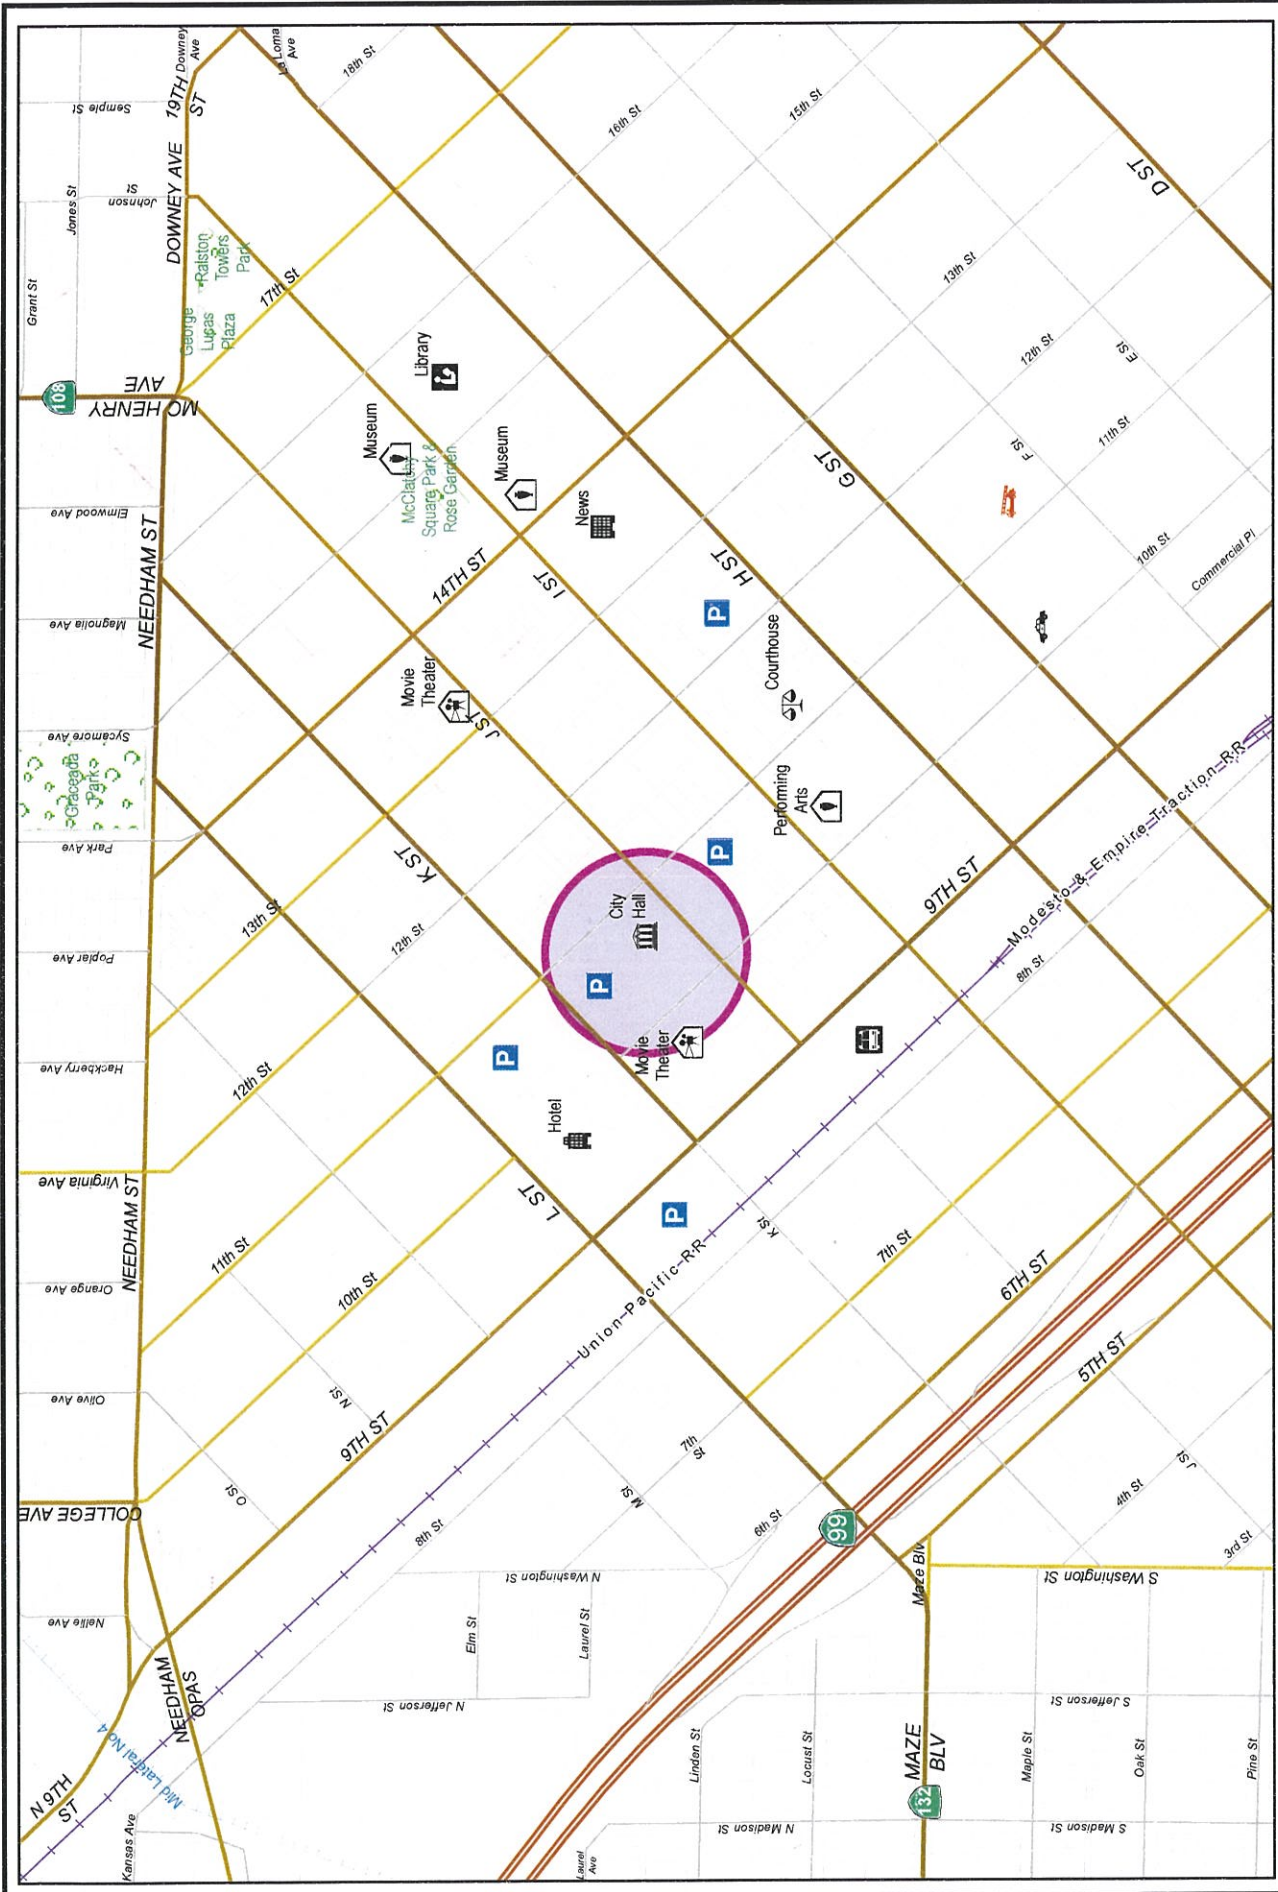 Semple St
19TH
ST
Downey
Ave
La Loma
Ave
18th St
16th St
15th St
Jones St
Johnson
St
DOWNEY AVE
D ST
Grant St
George
Lucas
Plaza
Ralston
Towers
Park
17th St
13th St
12th St
E St
108
MC HENRY
AVE
Library
Museum
McClatchy
Square Park &
Rose Garden
Museum
News
G ST
F St
11th St
Elmwood Ave
NEEDHAM ST
14TH ST
I ST
H ST
10th St
Commercial Pl
Magnolia Ave
P
Courthouse
Movie
Theater
J ST
Sycamore Ave
Graceada
Park
Park Ave
K ST
Performing
Arts
P
9TH ST
Modesto & Empire Traction R R
13th St
12th St
City
Hall
P
Poplar Ave
8th St
Hackberry Ave
12th St
P
Movie
Theater
Hotel
Virginia Ave
NEEDHAM ST
L ST
P
K St
Union Pacific R R
11th St
10th St
7th St
6TH ST
Orange Ave
5TH ST
Olive Ave
N St
9TH ST
7th
St
J St
COLLEGE AVE
O St
M St
8th St
6th St
99
4th St
3rd St
N Washington St
Maze Blv
S Washington St
Nellie Ave
Elm St
Laurel St
NEEDHAM
OPAS
N Jefferson St
S Jefferson St
Mid Lateral No 4
N 9TH
ST
Linden St
Locust St
MAZE
BLV
Maple St
Oak St
Pine St
132
Kansas Ave
Laurel
Ave
N Madison St
S Madison St